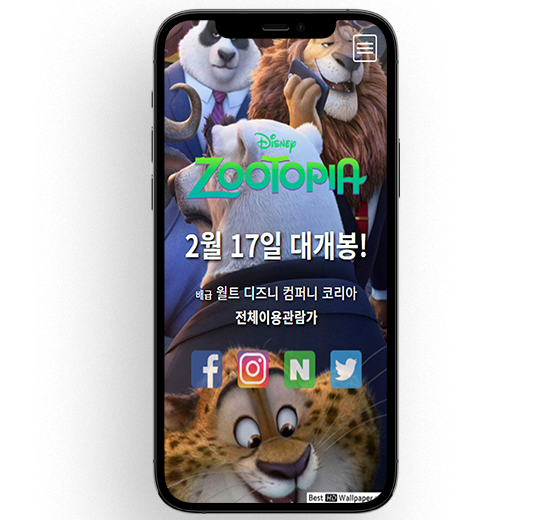 DISNEY
ZOOTOPIA
2월 17일 대개봉!
배급 월트 디즈니 컴퍼니 코리아
전체이용관람가
f
N
Best HD Wallpaper